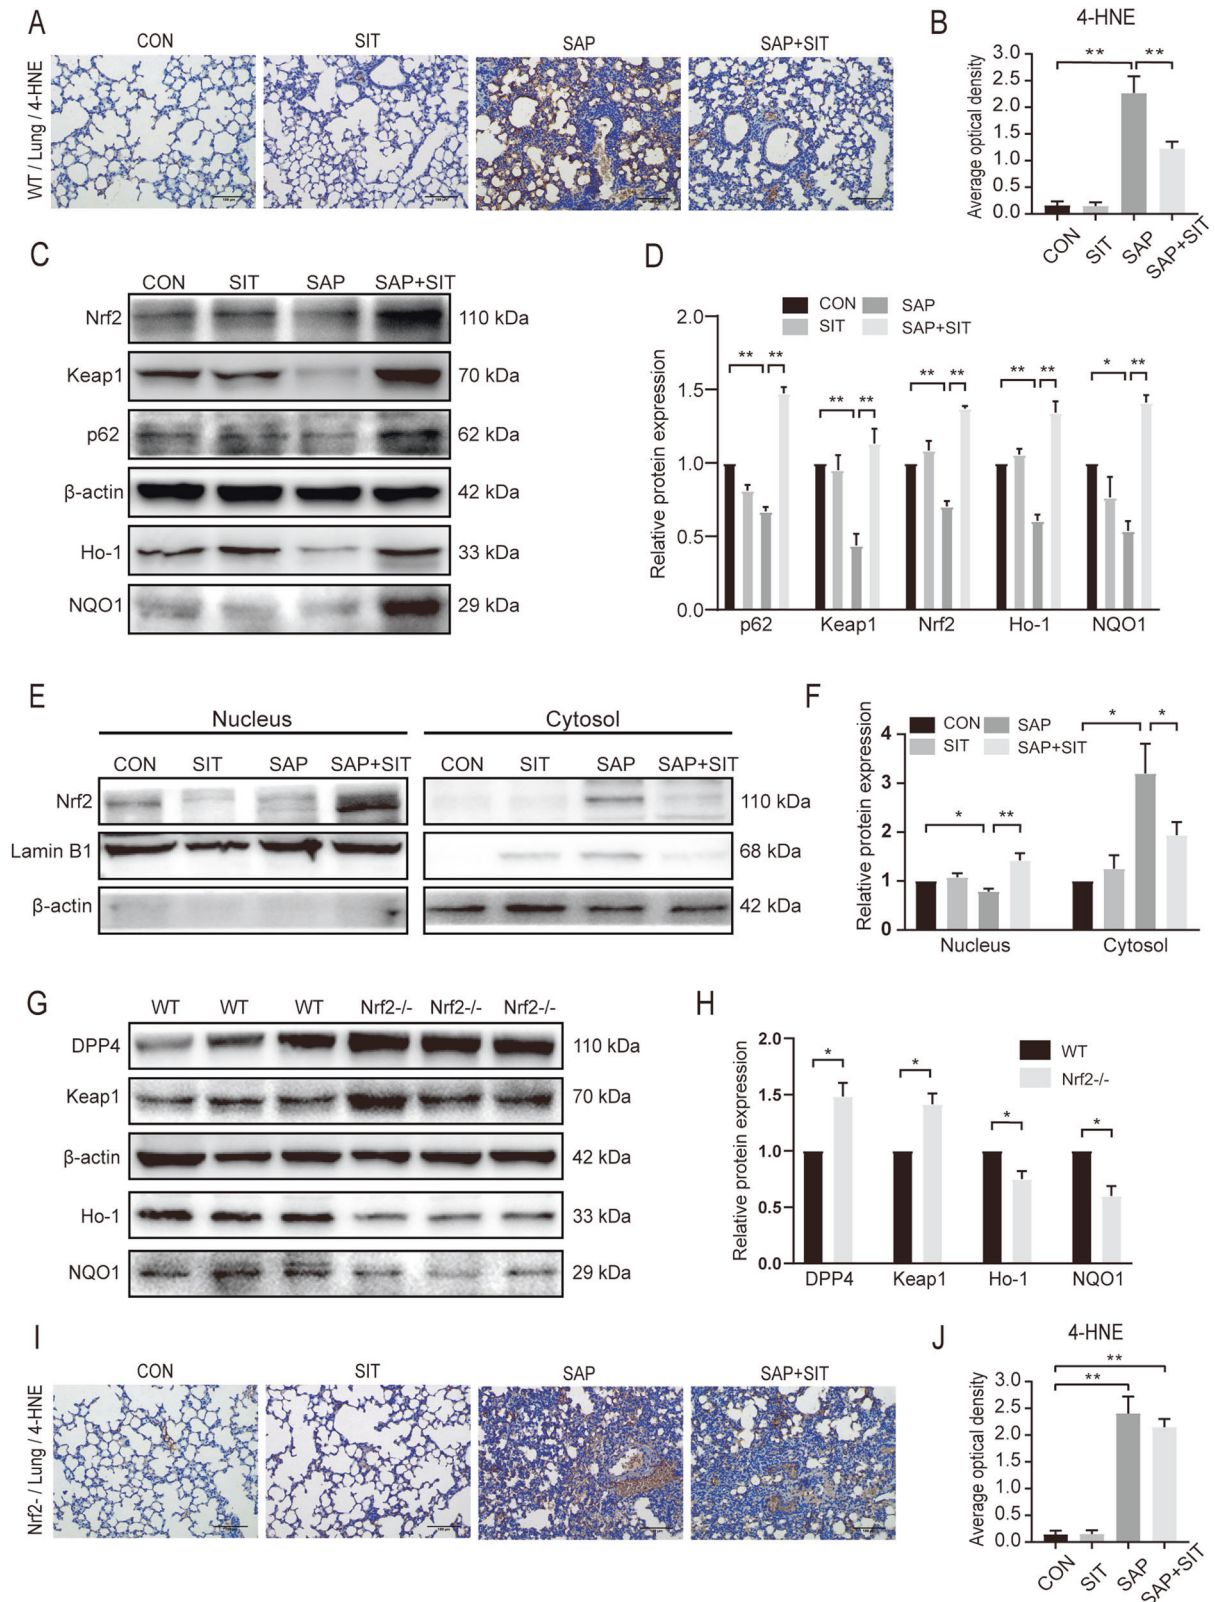 A
CON SIT SAP SAP+SIT
WT / Lung / 4-HNE
B
4-HNE
Average optical density
3.0
2.5
2.0
1.5
1.0
0.5
0.0
** **
CON SIT SAP SAP+SIT
C
CON SIT SAP SAP+SIT
Nrf2 110 kDa
Keap1 70 kDa
p62 62 kDa
β-actin 42 kDa
Ho-1 33 kDa
NQO1 29 kDa
D
CON SAP
SIT SAP+SIT
Relative protein expression
2.0
1.5
1.0
0.5
0.0
** ** ** ** ** ** ** ** * **
p62 Keap1 Nrf2 Ho-1 NQO1
E
Nucleus Cytosol
CON SIT SAP SAP+SIT CON SIT SAP SAP+SIT
Nrf2 110 kDa
Lamin B1 68 kDa
β-actin 42 kDa
F
CON SAP
SIT SAP+SIT
Relative protein expression
4
3
2
1
0
* ** * *
Nucleus Cytosol
G
WT WT WT Nrf2-/- Nrf2-/- Nrf2-/-
DPP4 110 kDa
Keap1 70 kDa
β-actin 42 kDa
Ho-1 33 kDa
NQO1 29 kDa
H
WT
Nrf2-/-
Relative protein expression
2.0
1.5
1.0
0.5
0.0
* * * *
DPP4 Keap1 Ho-1 NQO1
I
CON SIT SAP SAP+SIT
Nrf2- / Lung / 4-HNE
J
4-HNE
Average optical density
3.0
2.5
2.0
1.5
1.0
0.5
0.0
**
**
CON SIT SAP SAP+SIT